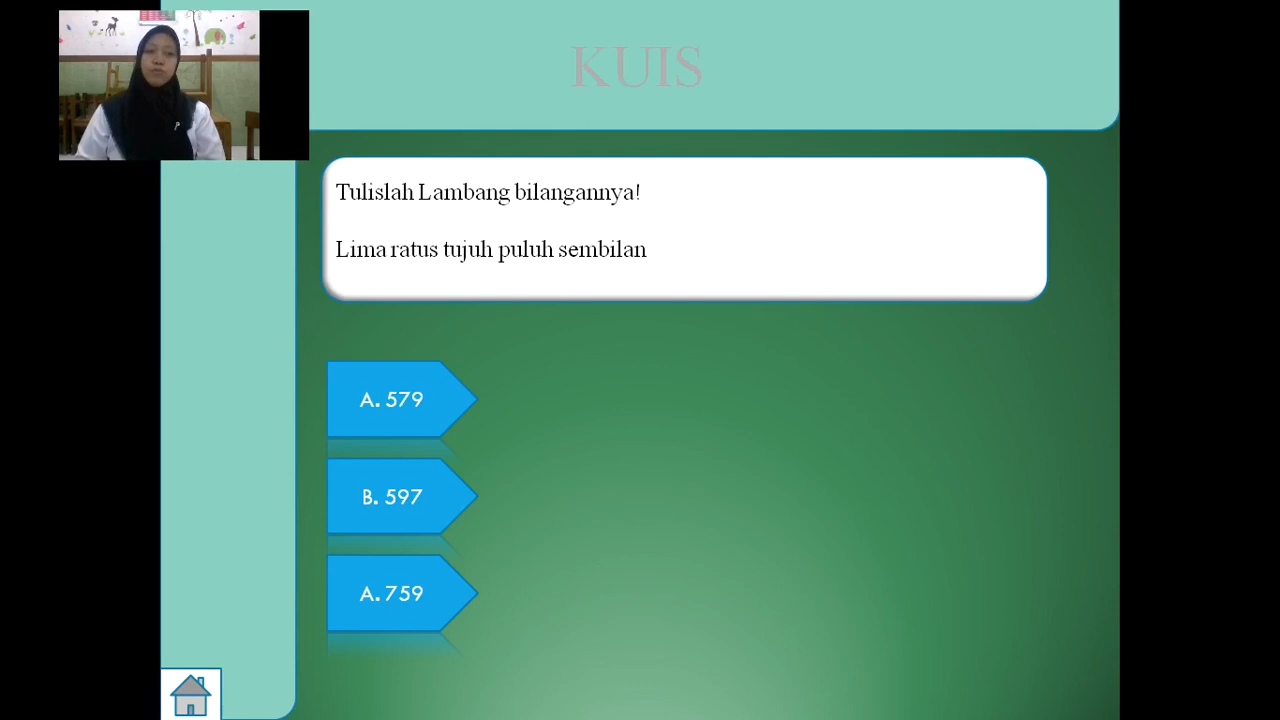 KUIS
Tulislah Lambang bilangannya!
Lima ratus tujuh puluh sembilan
A. 579
B. 597
A. 759